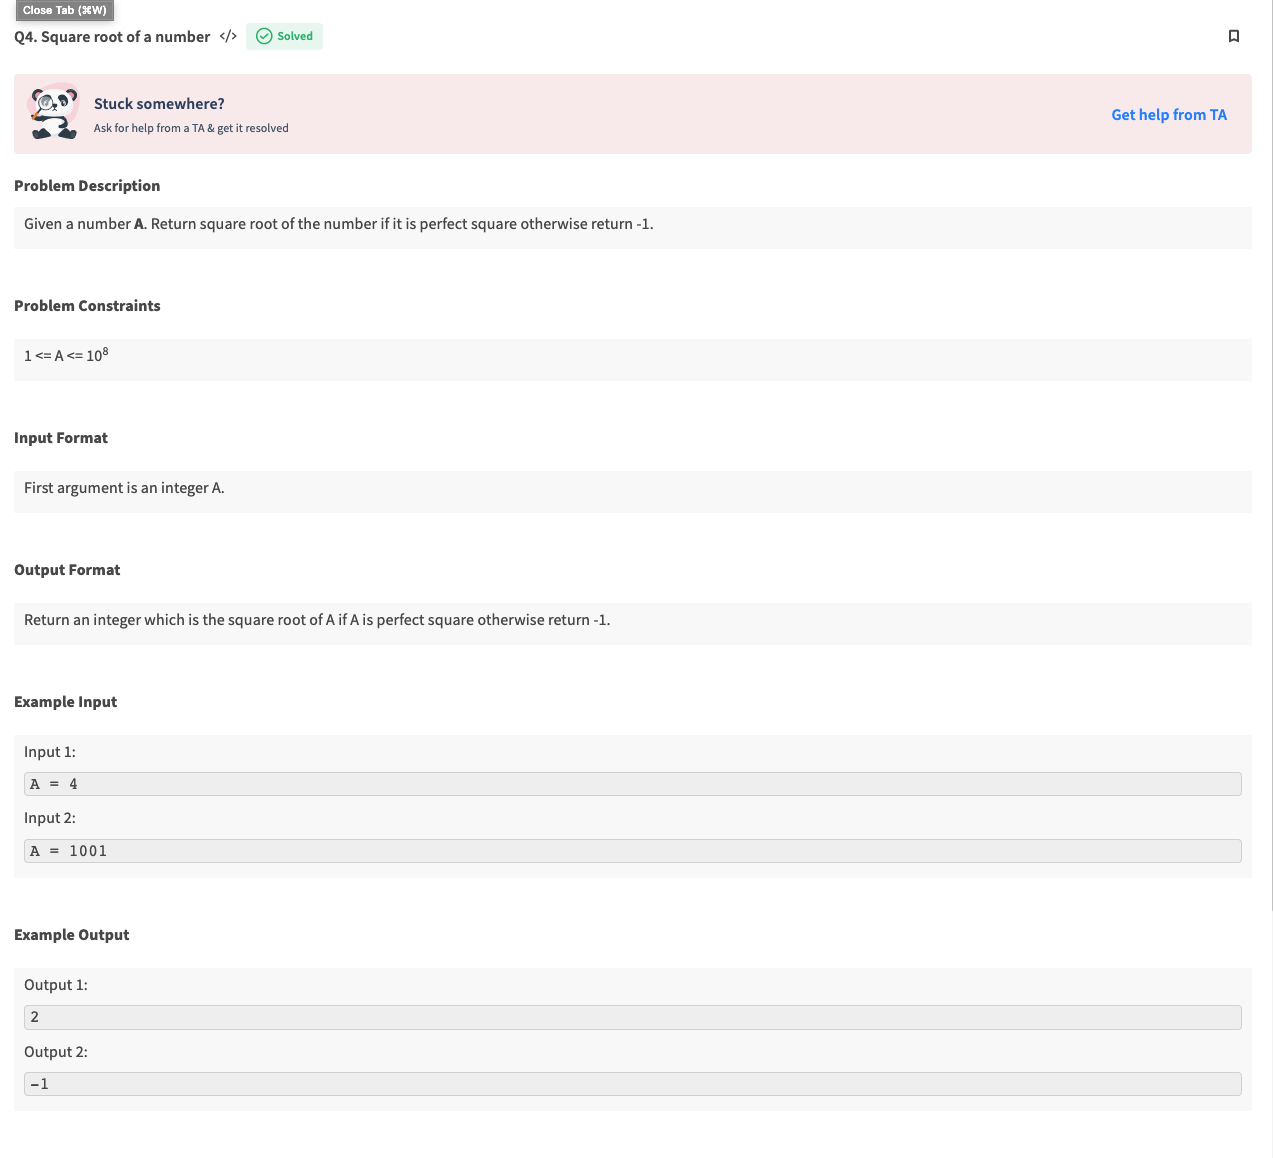 Close Tab (⌘W)
Q4. Square root of a number </> Solved
Stuck somewhere?
Ask for help from a TA & get it resolved
Get help from TA
Problem Description
Given a number A. Return square root of the number if it is perfect square otherwise return -1.
Problem Constraints
1 <= A <= 10⁸
Input Format
First argument is an integer A.
Output Format
Return an integer which is the square root of A if A is perfect square otherwise return -1.
Example Input
Input 1:
A = 4
Input 2:
A = 1001
Example Output
Output 1:
2
Output 2:
-1